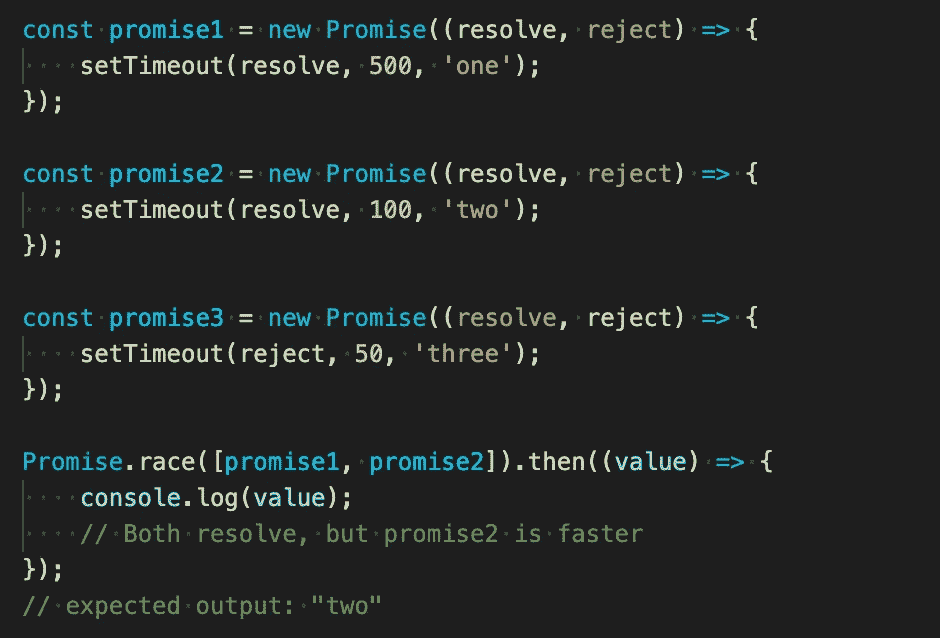 const promise1 = new Promise((resolve, reject) => {
    setTimeout(resolve, 500, 'one');
});

const promise2 = new Promise((resolve, reject) => {
    setTimeout(resolve, 100, 'two');
});

const promise3 = new Promise((resolve, reject) => {
    setTimeout(reject, 50, 'three');
});

Promise.race([promise1, promise2]).then((value) => {
    console.log(value);
    // Both resolve, but promise2 is faster
});
// expected output: "two"